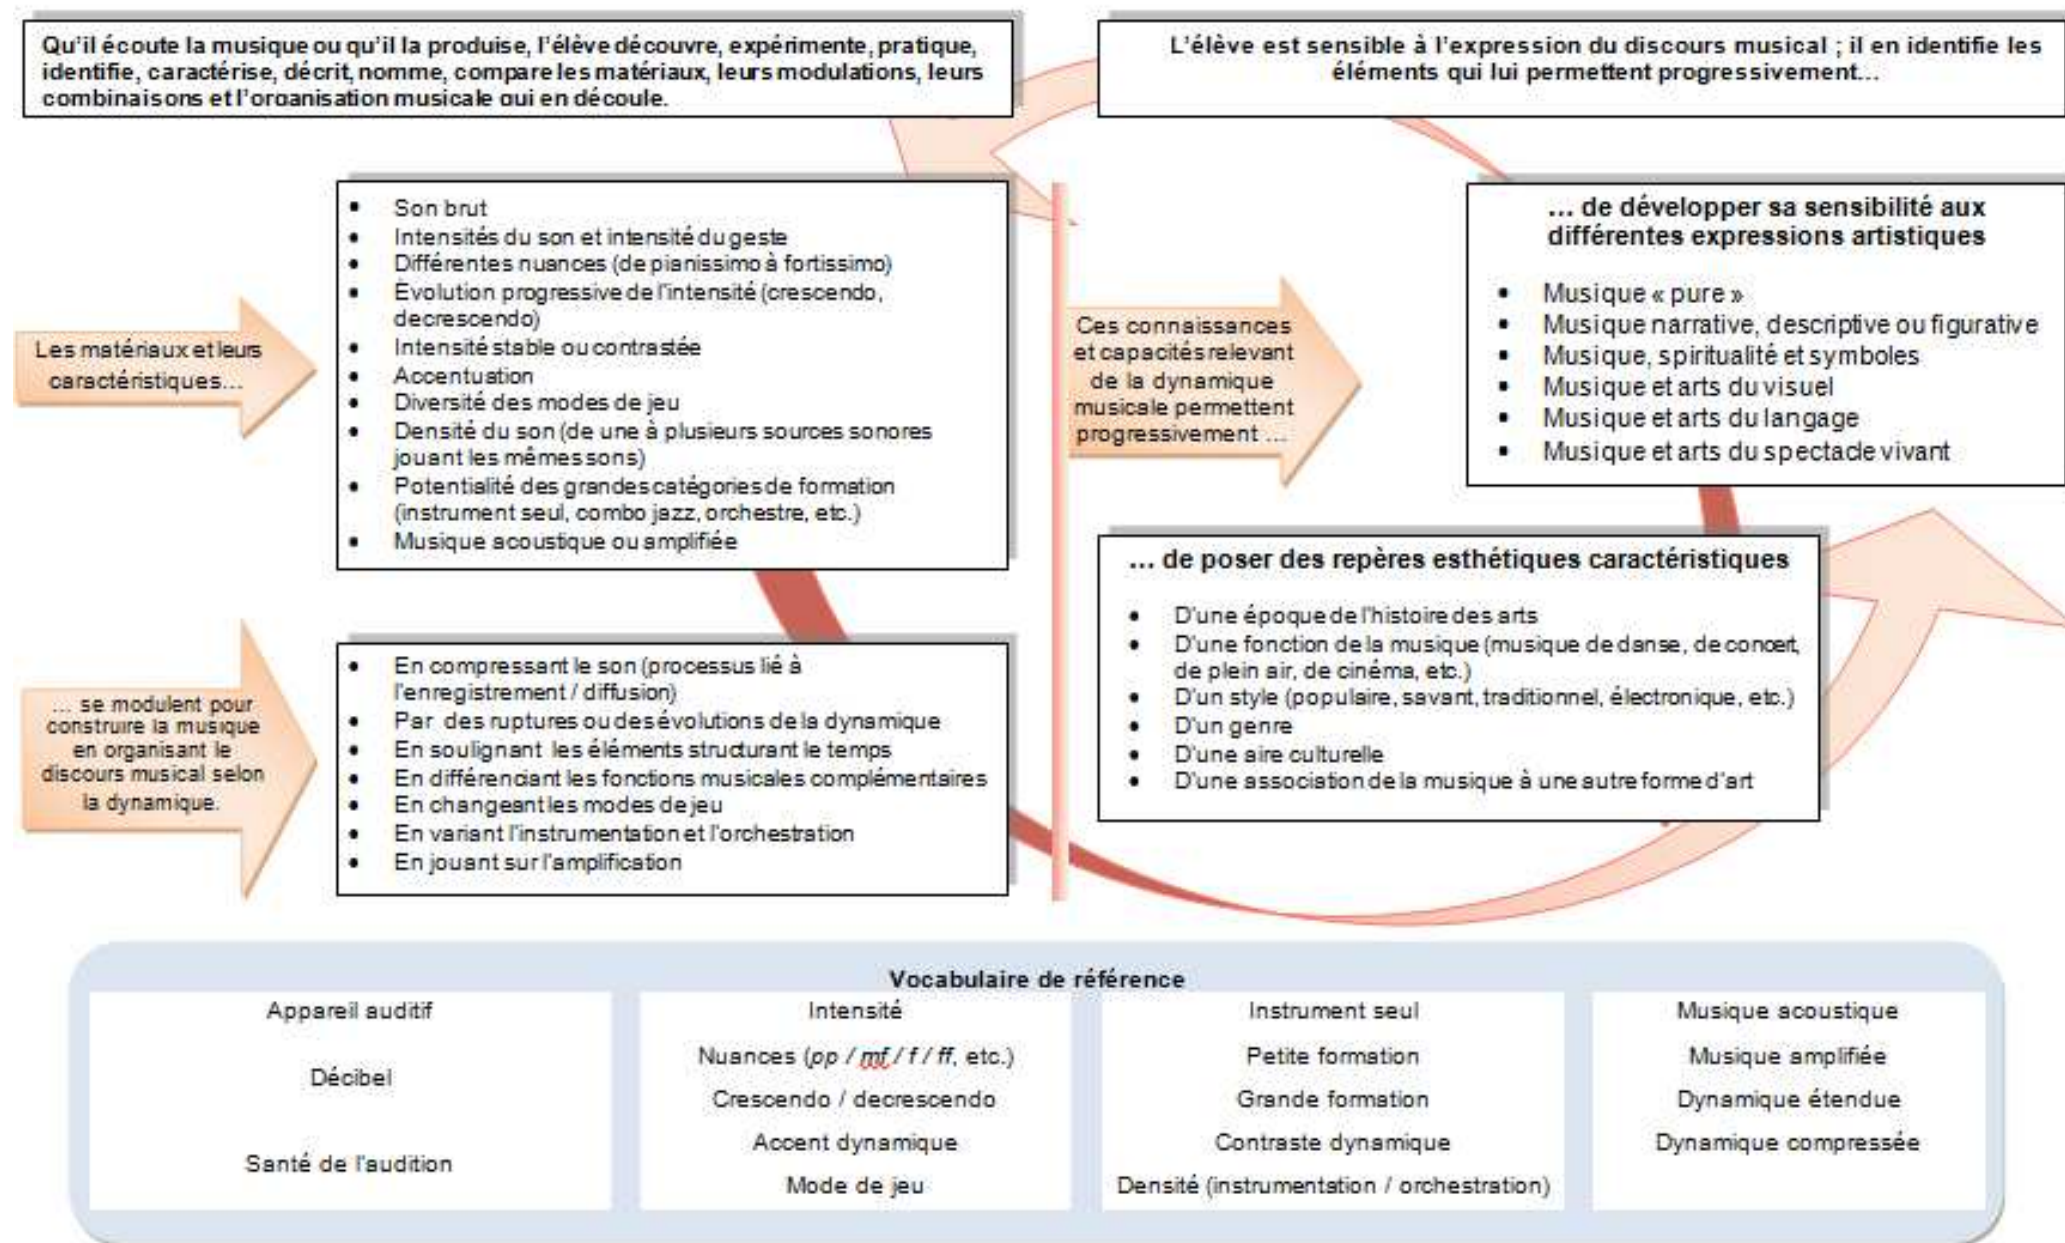 Qu'il écoute la musique ou qu'il la produise, l'élève découvre, expérimente, pratique,
identifie, caractérise, décrit, nomme, compare les matériaux, leurs modulations, leurs
combinaisons et l'organisation musicale qui en découle.
L'élève est sensible à l'expression du discours musical ; il en identifie les
éléments qui lui permettent progressivement…
Les matériaux et leurs
caractéristiques…
• Son brut
• Intensités du son et intensité du geste
• Différentes nuances (de pianissimo à fortissimo)
• Évolution progressive de l'intensité (crescendo,
decrescendo)
• Intensité stable ou contrastée
• Accentuation
• Diversité des modes de jeu
• Densité du son (de une à plusieurs sources sonores
jouant les mêmes sons)
• Potentialité des grandes catégories de formation
(instrument seul, combo jazz, orchestre, etc.)
• Musique acoustique ou amplifiée
… se modulent pour
construire la musique
en organisant le
discours musical selon
la dynamique.
• En compressant le son (processus lié à
l'enregistrement / diffusion)
• Par des ruptures ou des évolutions de la dynamique
• En soulignant les éléments structurant le temps
• En différenciant les fonctions musicales complémentaires
• En changeant les modes de jeu
• En variant l'instrumentation et l'orchestration
• En jouant sur l'amplification
Ces connaissances
et capacités relevant
de la dynamique
musicale permettent
progressivement …
… de développer sa sensibilité aux
différentes expressions artistiques
• Musique « pure »
• Musique narrative, descriptive ou figurative
• Musique, spiritualité et symboles
• Musique et arts du visuel
• Musique et arts du langage
• Musique et arts du spectacle vivant
… de poser des repères esthétiques caractéristiques
• D'une époque de l'histoire des arts
• D'une fonction de la musique (musique de danse, de concert,
de plein air, de cinéma, etc.)
• D'un style (populaire, savant, traditionnel, électronique, etc.)
• D'un genre
• D'une aire culturelle
• D'une association de la musique à une autre forme d'art
Vocabulaire de référence
Appareil auditif
Décibel
Santé de l'audition
Intensité
Nuances (pp / mf / f / ff, etc.)
Crescendo / decrescendo
Accent dynamique
Mode de jeu
Instrument seul
Petite formation
Grande formation
Contraste dynamique
Densité (instrumentation / orchestration)
Musique acoustique
Musique amplifiée
Dynamique étendue
Dynamique compressée